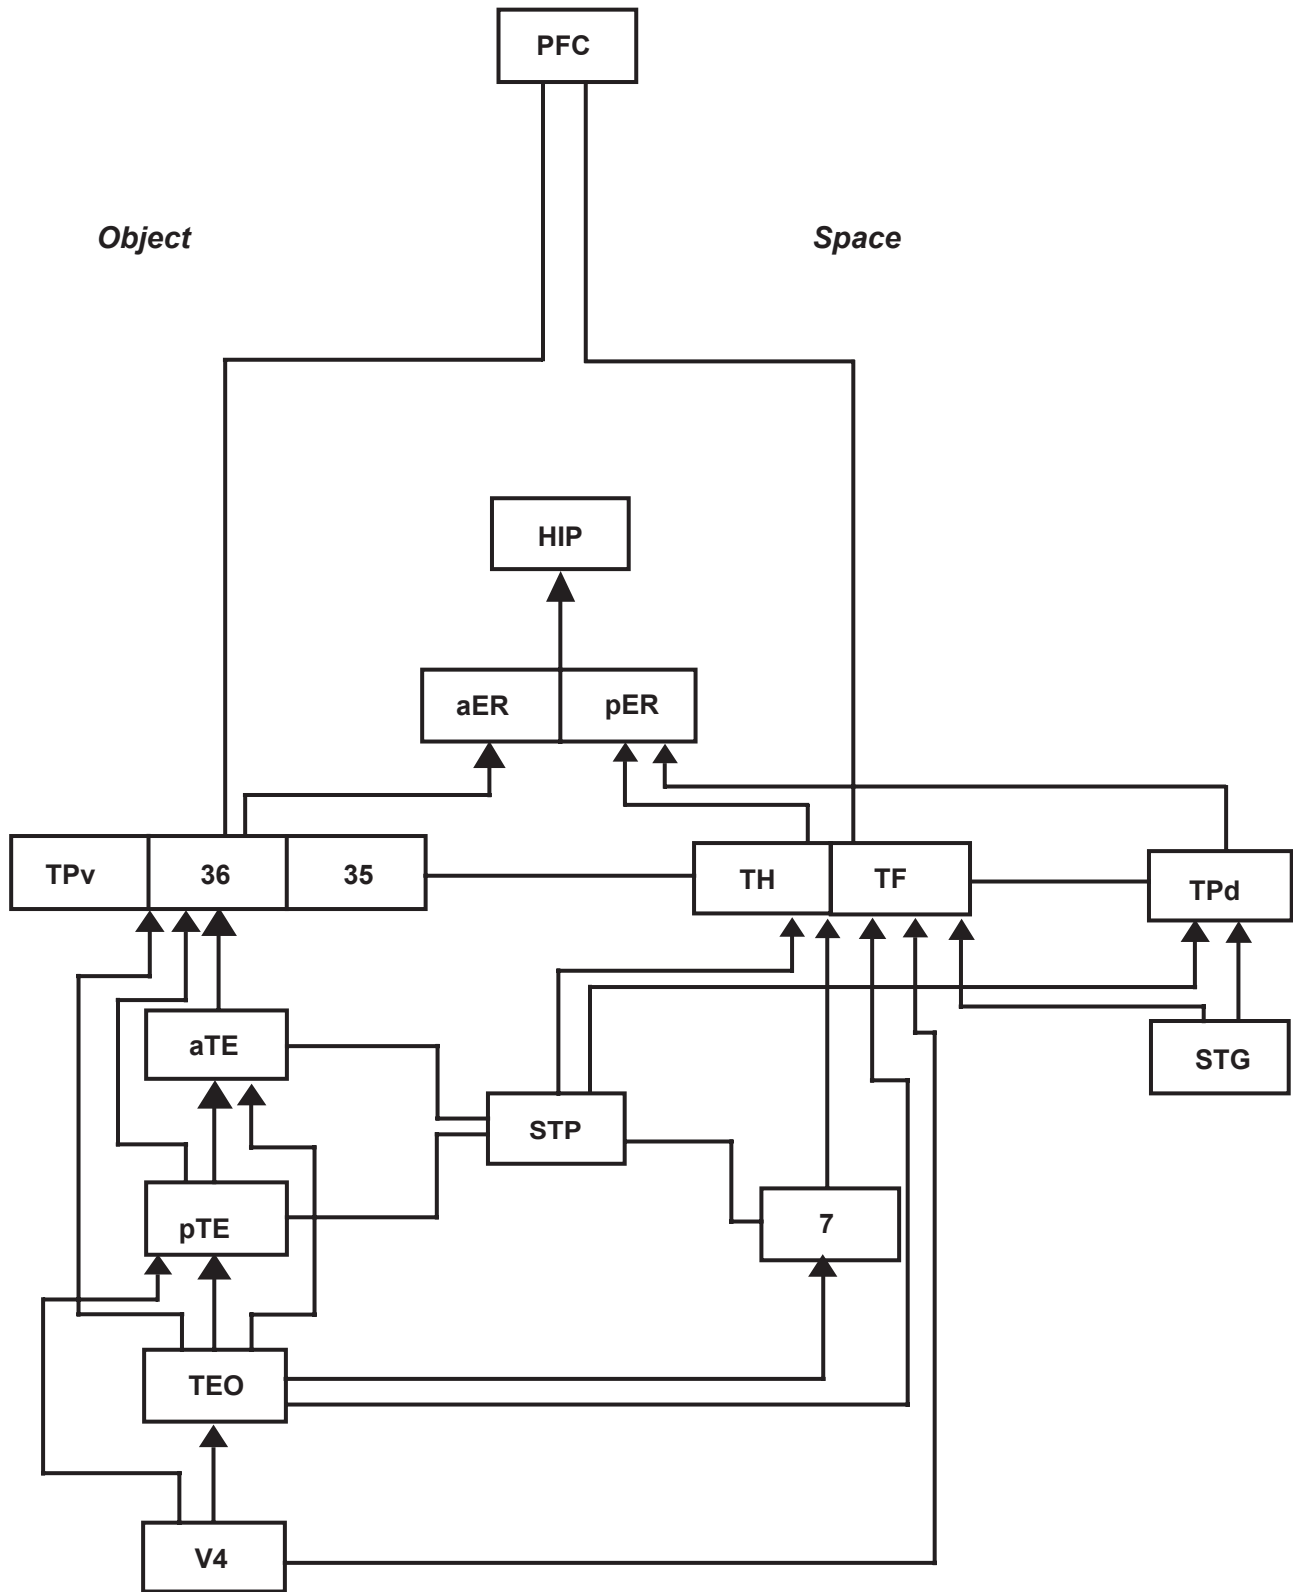 PFC
Object
Space
HIP
aER
pER
TPv
36
35
TH
TF
TPd
aTE
STG
STP
pTE
7
TEO
V4